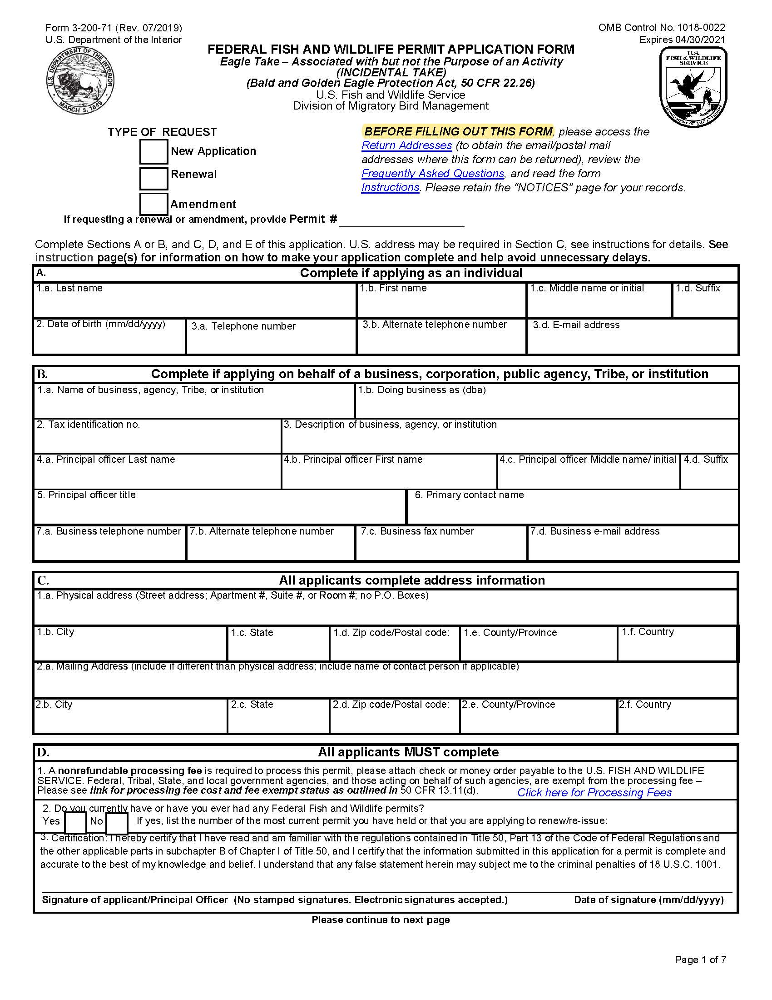 Form 3-200-71 (Rev. 07/2019)
OMB Control No. 1018-0022
U.S. Department of the Interior
Expires 04/30/2021
U.S. DEPARTMENT OF THE INTERIOR
MARCH 3, 1849
U.S.
FISH & WILDLIFE
SERVICE
DEPARTMENT OF THE INTERIOR
FEDERAL FISH AND WILDLIFE PERMIT APPLICATION FORM
Eagle Take – Associated with but not the Purpose of an Activity
(INCIDENTAL TAKE)
(Bald and Golden Eagle Protection Act, 50 CFR 22.26)
U.S. Fish and Wildlife Service
Division of Migratory Bird Management
TYPE OF REQUEST
New Application
Renewal
Amendment
If requesting a renewal or amendment, provide Permit #
BEFORE FILLING OUT THIS FORM, please access the
Return Addresses (to obtain the email/postal mail
addresses where this form can be returned), review the
Frequently Asked Questions, and read the form
Instructions. Please retain the "NOTICES" page for your records.
Complete Sections A or B, and C, D, and E of this application. U.S. address may be required in Section C, see instructions for details. See
instruction page(s) for information on how to make your application complete and help avoid unnecessary delays.
A. Complete if applying as an individual
1.a. Last name
1.b. First name
1.c. Middle name or initial
1.d. Suffix
2. Date of birth (mm/dd/yyyy)
3.a. Telephone number
3.b. Alternate telephone number
3.d. E-mail address
B. Complete if applying on behalf of a business, corporation, public agency, Tribe, or institution
1.a. Name of business, agency, Tribe, or institution
1.b. Doing business as (dba)
2. Tax identification no.
3. Description of business, agency, or institution
4.a. Principal officer Last name
4.b. Principal officer First name
4.c. Principal officer Middle name/ initial
4.d. Suffix
5. Principal officer title
6. Primary contact name
7.a. Business telephone number
7.b. Alternate telephone number
7.c. Business fax number
7.d. Business e-mail address
C. All applicants complete address information
1.a. Physical address (Street address; Apartment #, Suite #, or Room #; no P.O. Boxes)
1.b. City
1.c. State
1.d. Zip code/Postal code:
1.e. County/Province
1.f. Country
2.a. Mailing Address (include if different than physical address; include name of contact person if applicable)
2.b. City
2.c. State
2.d. Zip code/Postal code:
2.e. County/Province
2.f. Country
D. All applicants MUST complete
1. A nonrefundable processing fee is required to process this permit, please attach check or money order payable to the U.S. FISH AND WILDLIFE
SERVICE. Federal, Tribal, State, and local government agencies, and those acting on behalf of such agencies, are exempt from the processing fee –
Please see link for processing fee cost and fee exempt status as outlined in 50 CFR 13.11(d). Click here for Processing Fees
2. Do you currently have or have you ever had any Federal Fish and Wildlife permits?
Yes No If yes, list the number of the most current permit you have held or that you are applying to renew/re-issue:
3. Certification: I hereby certify that I have read and am familiar with the regulations contained in Title 50, Part 13 of the Code of Federal Regulations and
the other applicable parts in subchapter B of Chapter I of Title 50, and I certify that the information submitted in this application for a permit is complete and
accurate to the best of my knowledge and belief. I understand that any false statement herein may subject me to the criminal penalties of 18 U.S.C. 1001.
Signature of applicant/Principal Officer (No stamped signatures. Electronic signatures accepted.)
Date of signature (mm/dd/yyyy)
Please continue to next page
Page 1 of 7